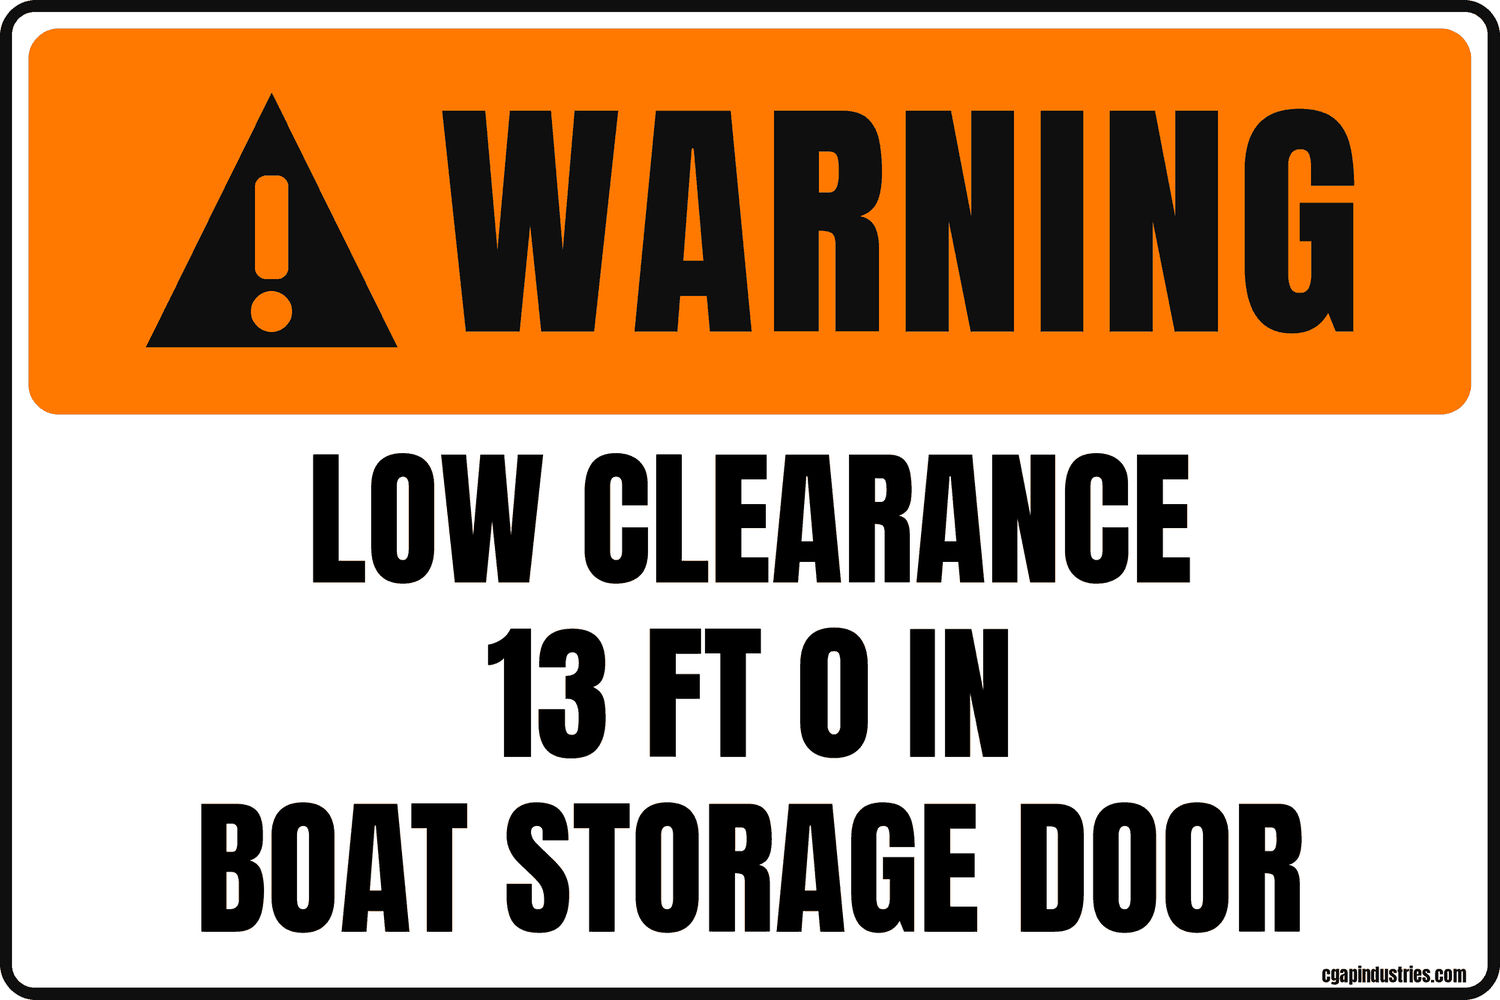 WARNING
LOW CLEARANCE
13 FT 0 IN
BOAT STORAGE DOOR
cgapindustries.com